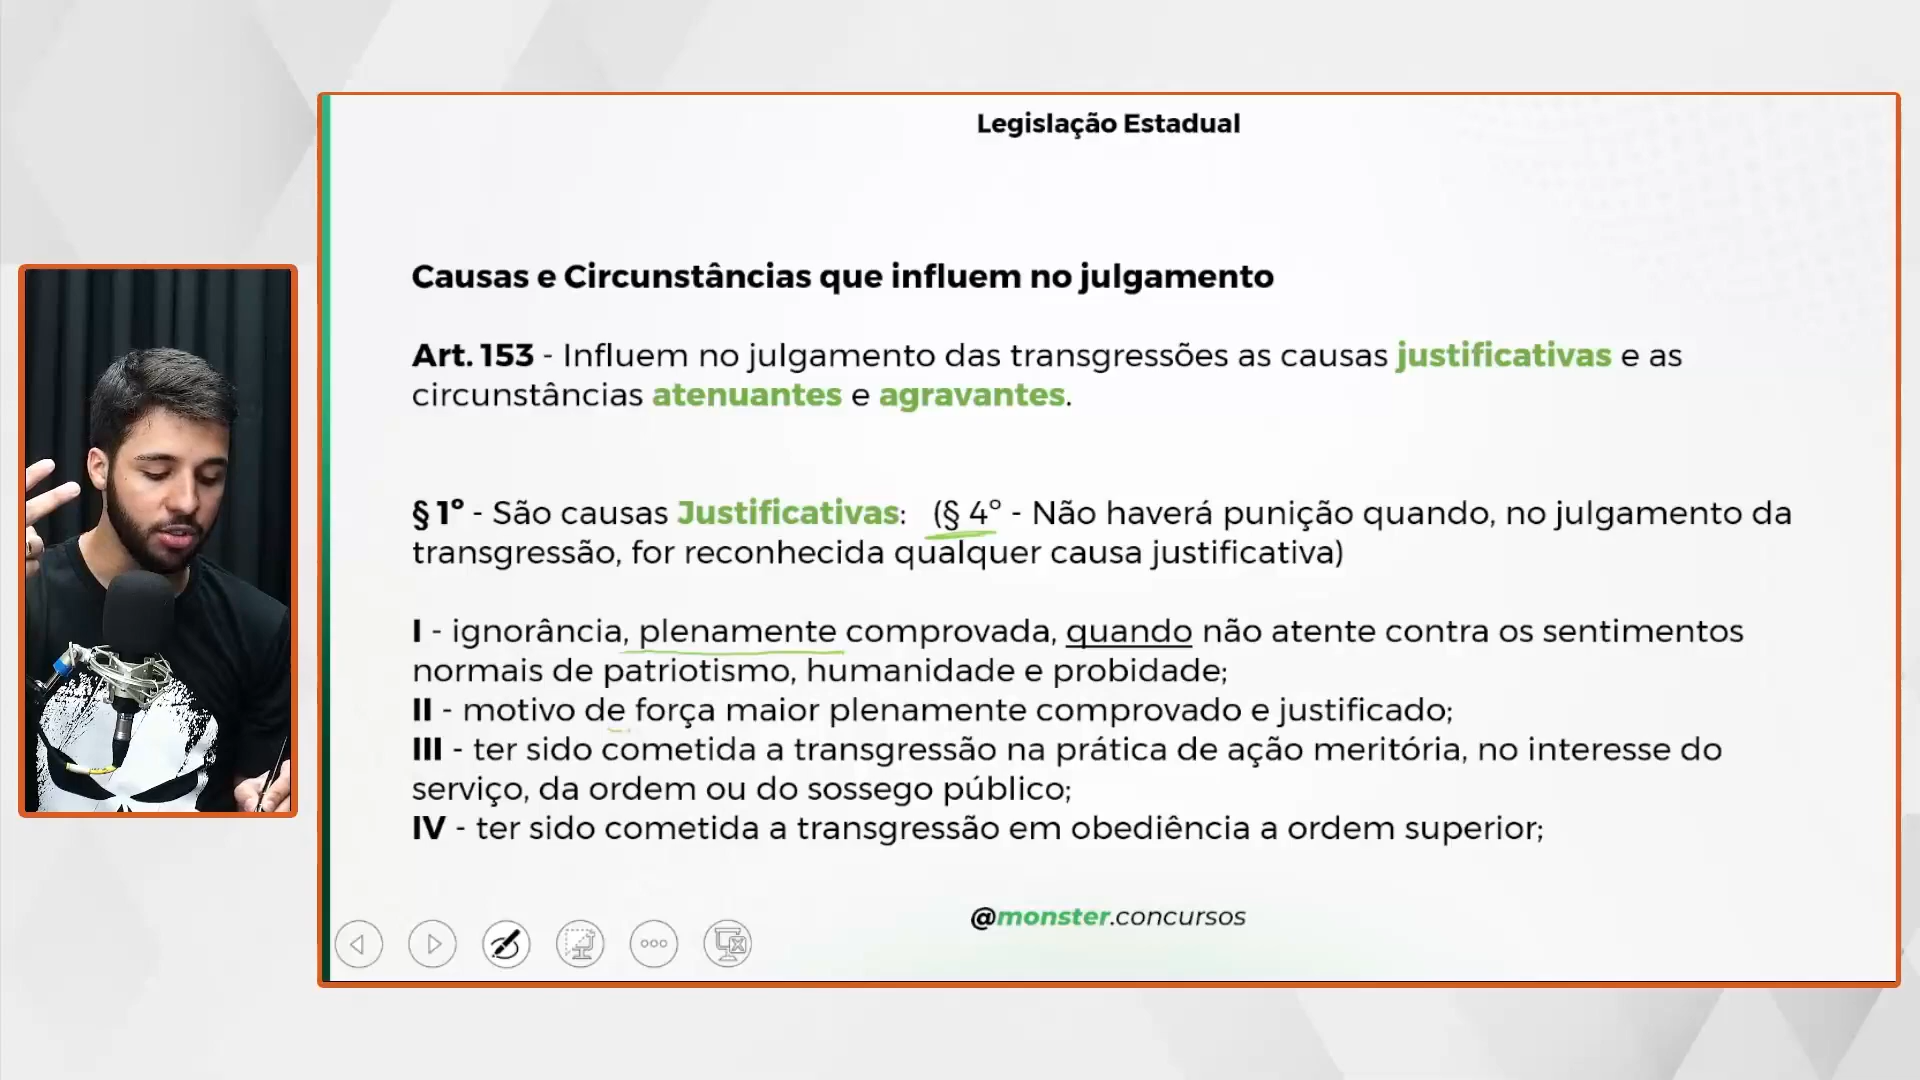 Legislação Estadual
Causas e Circunstâncias que influem no julgamento
Art. 153 - Influem no julgamento das transgressões as causas justificativas e as
circunstâncias atenuantes e agravantes.
§ 1º - São causas Justificativas: (§ 4º - Não haverá punição quando, no julgamento da
transgressão, for reconhecida qualquer causa justificativa)
I - ignorância, plenamente comprovada, quando não atente contra os sentimentos
normais de patriotismo, humanidade e probidade;
II - motivo de força maior plenamente comprovado e justificado;
III - ter sido cometida a transgressão na prática de ação meritória, no interesse do
serviço, da ordem ou do sossego público;
IV - ter sido cometida a transgressão em obediência a ordem superior;
@monster.concursos